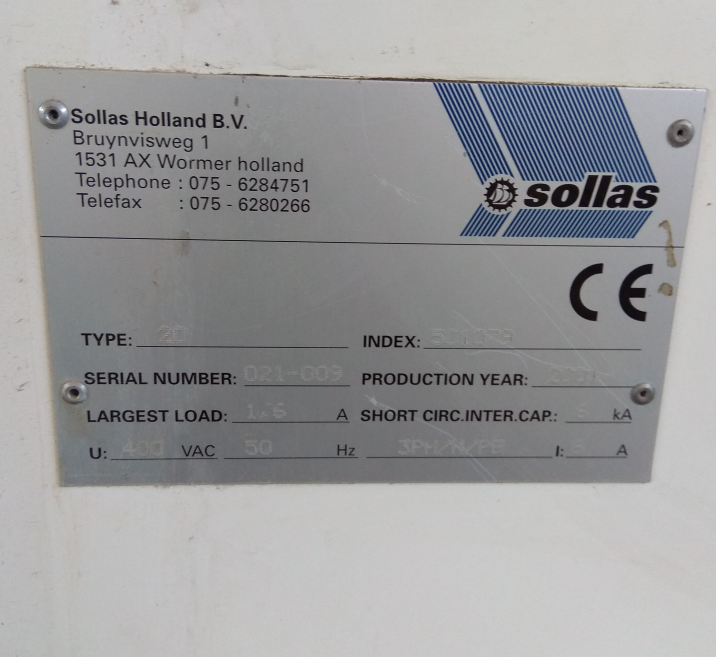 Sollas Holland B.V.
Bruynvisweg 1
1531 AX Wormer holland
Telephone : 075 - 6284751
Telefax : 075 - 6280266
sollas
CE
TYPE: 20 INDEX:
SERIAL NUMBER: 021-009 PRODUCTION YEAR:
LARGEST LOAD: A SHORT CIRC.INTER.CAP.: kA
U: 400 VAC 50 Hz 3PH/N/PE I: A